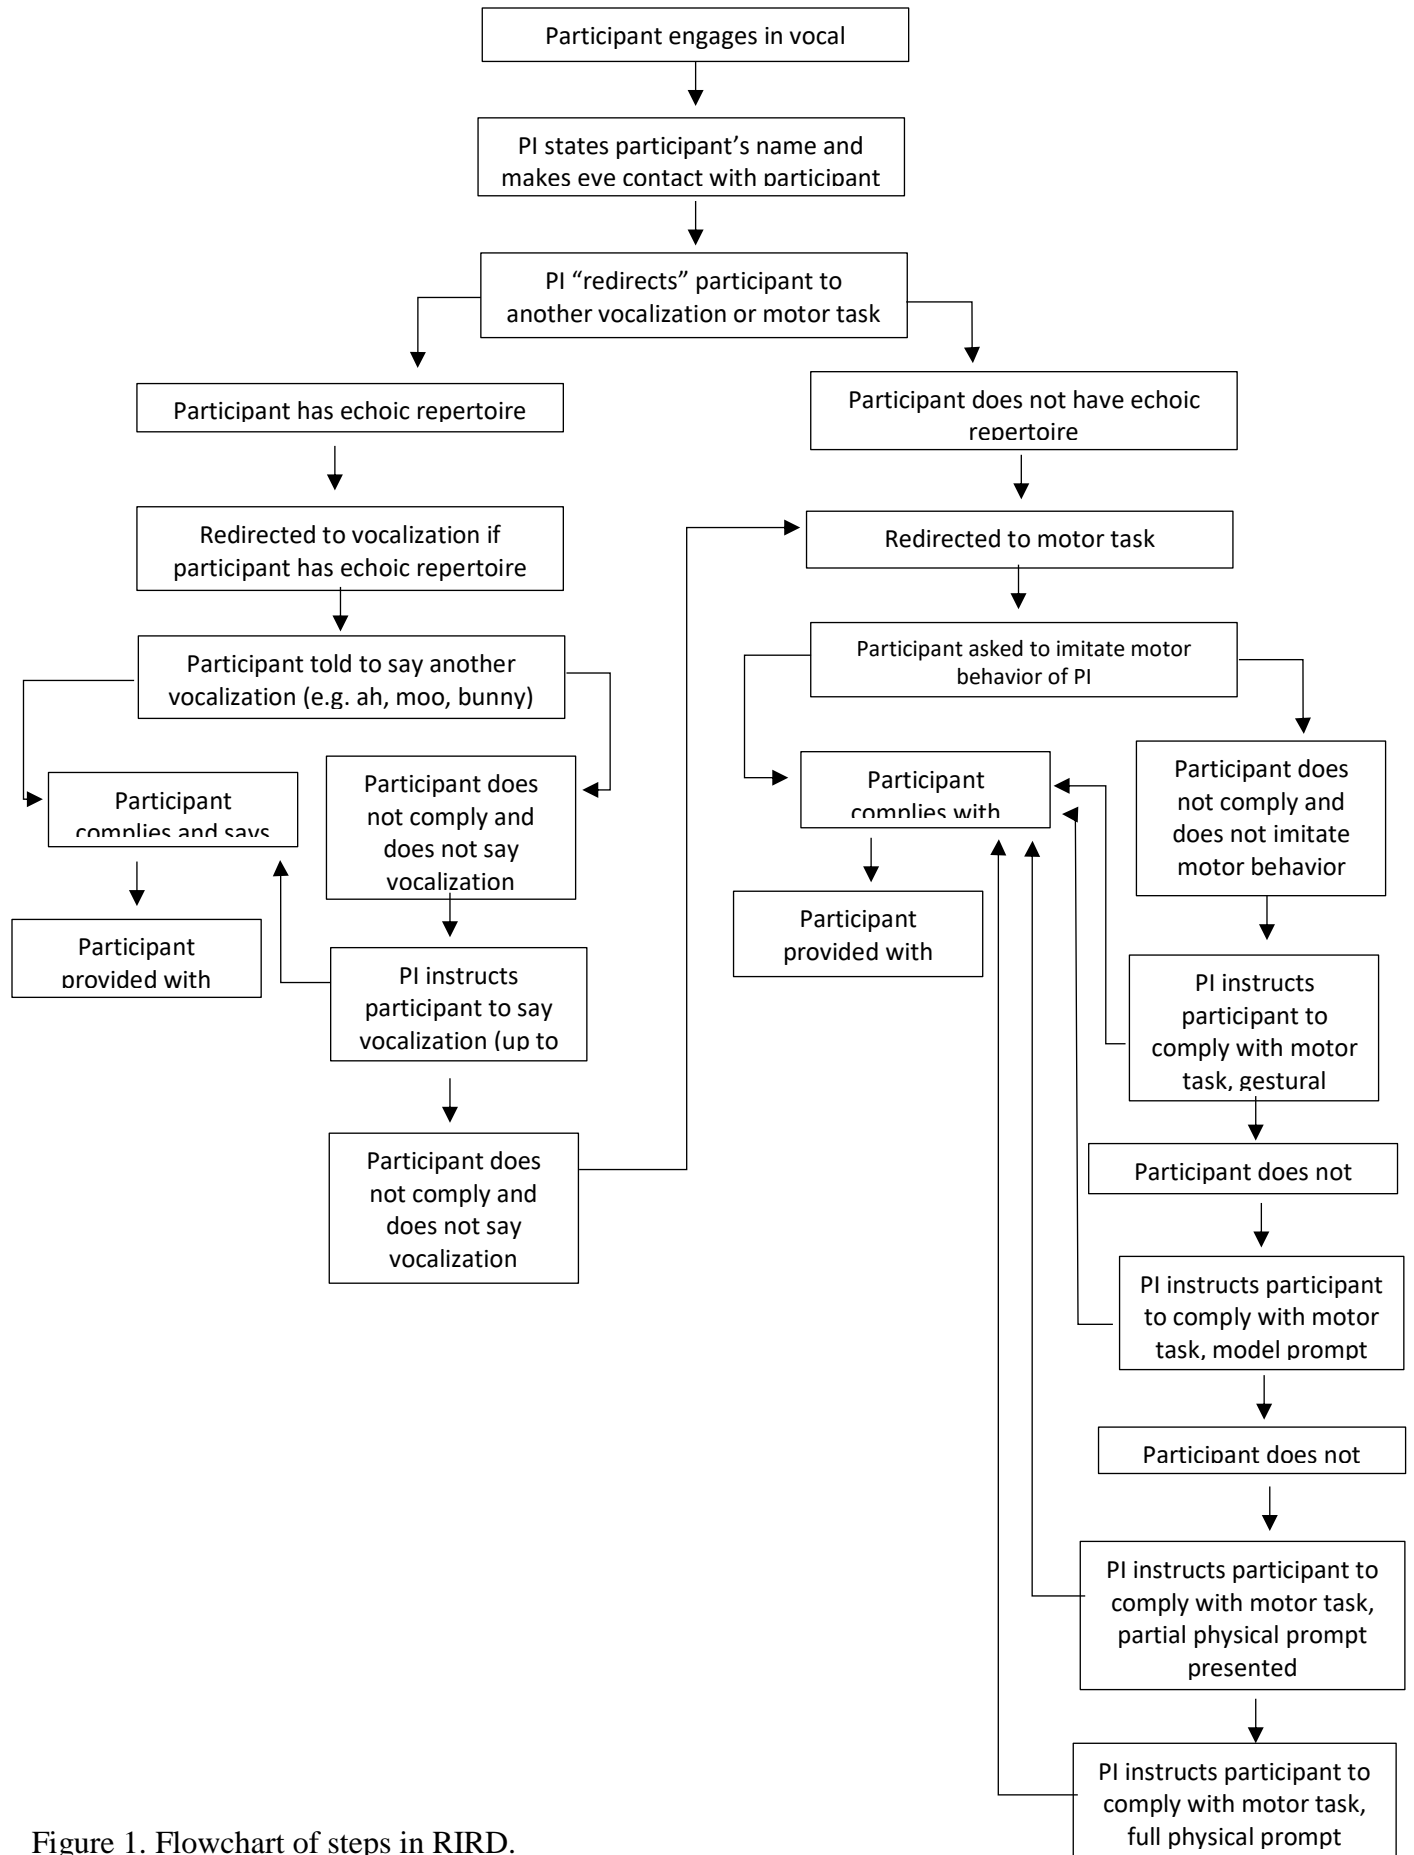 Participant engages in vocal
PI states participant’s name and
makes eye contact with participant
PI “redirects” participant to
another vocalization or motor task
Participant has echoic repertoire
Participant does not have echoic
repertoire
Redirected to vocalization if
participant has echoic repertoire
Redirected to motor task
Participant told to say another
vocalization (e.g. ah, moo, bunny)
Participant asked to imitate motor
behavior of PI
Participant
complies and says
Participant does
not comply and
does not say
vocalization
Participant
complies with
Participant does
not comply and
does not imitate
motor behavior
Participant
provided with
PI instructs
participant to say
vocalization (up to
Participant
provided with
PI instructs
participant to
comply with motor
task, gestural
Participant does
not comply and
does not say
vocalization
Participant does not
PI instructs participant
to comply with motor
task, model prompt
Participant does not
PI instructs participant to
comply with motor task,
partial physical prompt
presented
PI instructs participant to
comply with motor task,
full physical prompt
Figure 1. Flowchart of steps in RIRD.